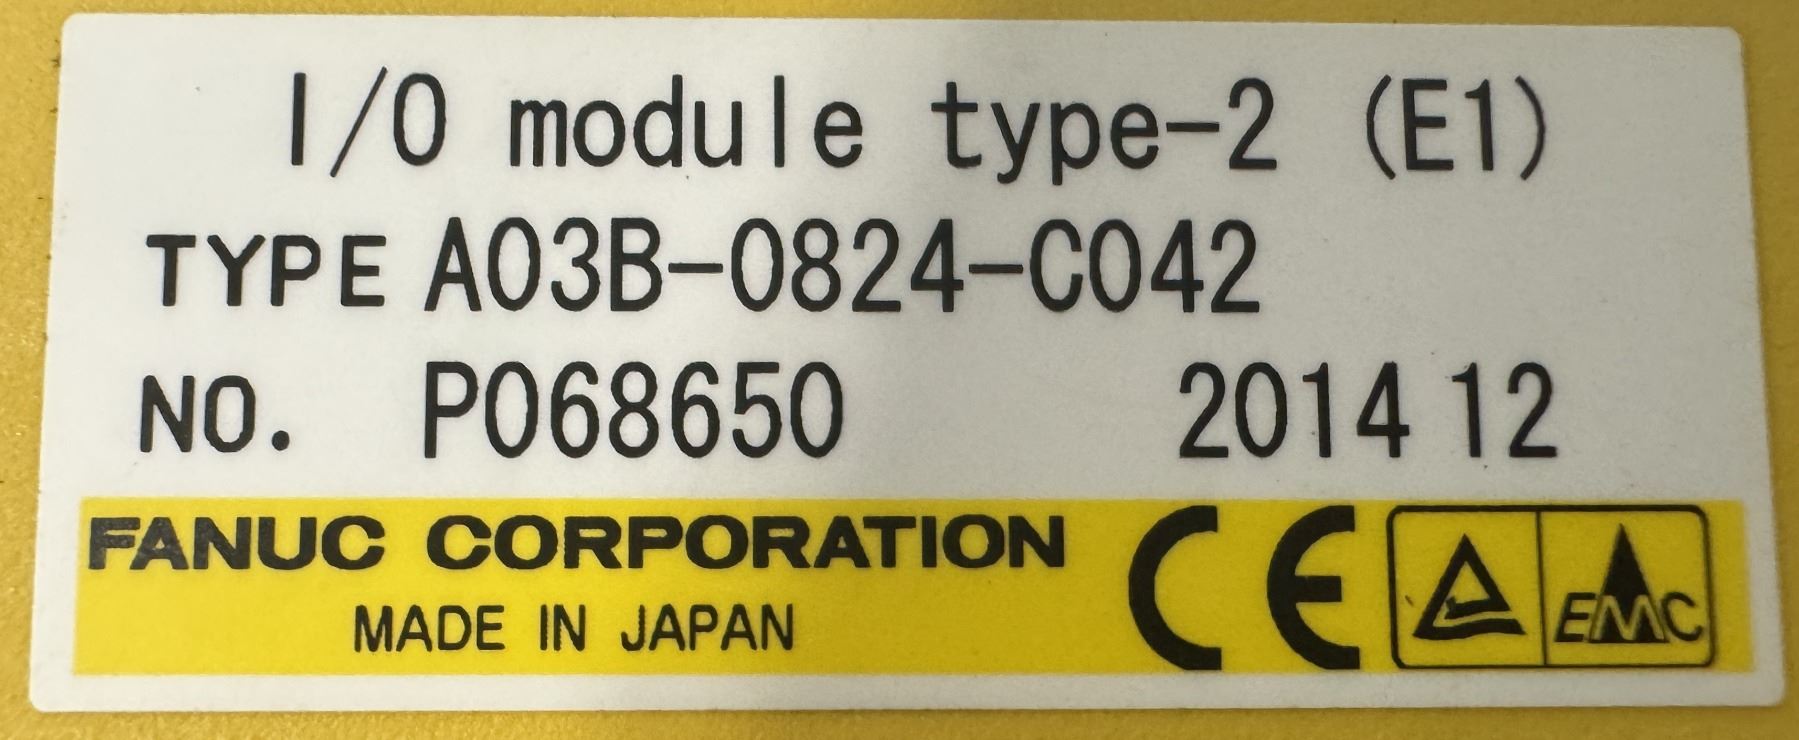 I/O module type-2 (E1)
TYPE A03B-0824-C042
NO. P068650 2014 12
FANUC CORPORATION
MADE IN JAPAN
CE
EMC